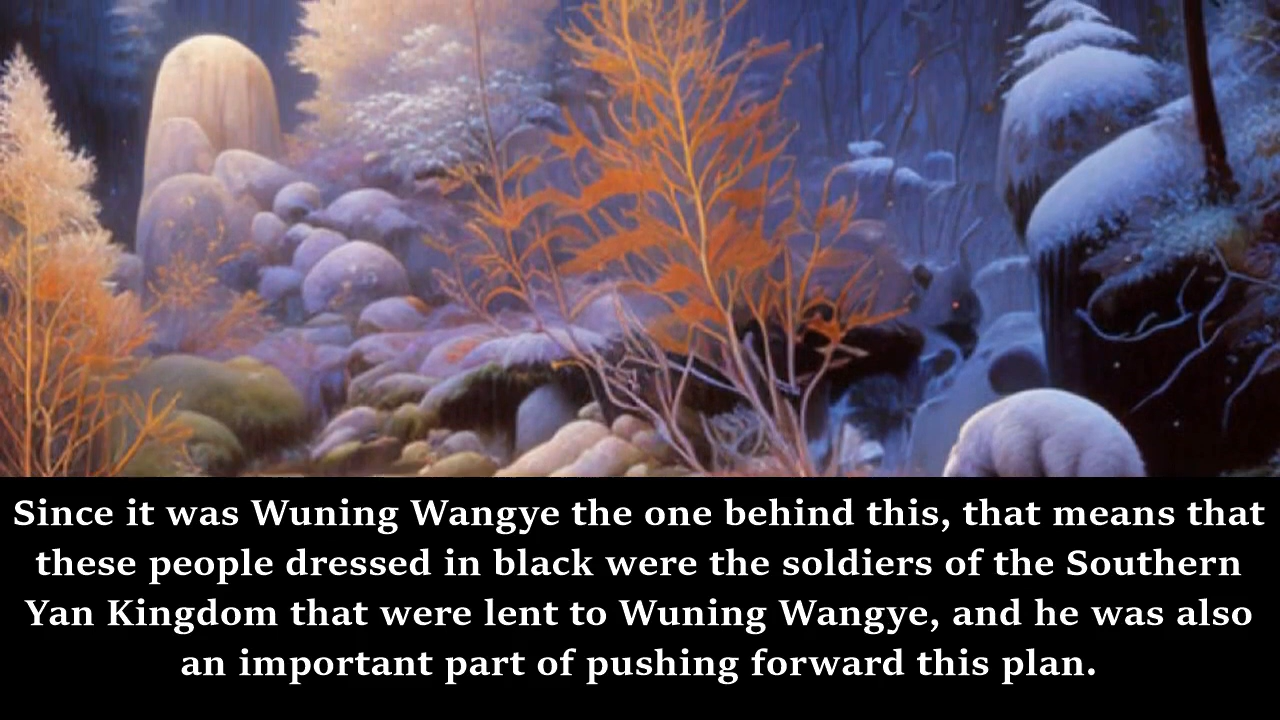 Since it was Wuning Wangye the one behind this, that means that
these people dressed in black were the soldiers of the Southern
Yan Kingdom that were lent to Wuning Wangye, and he was also
an important part of pushing forward this plan.